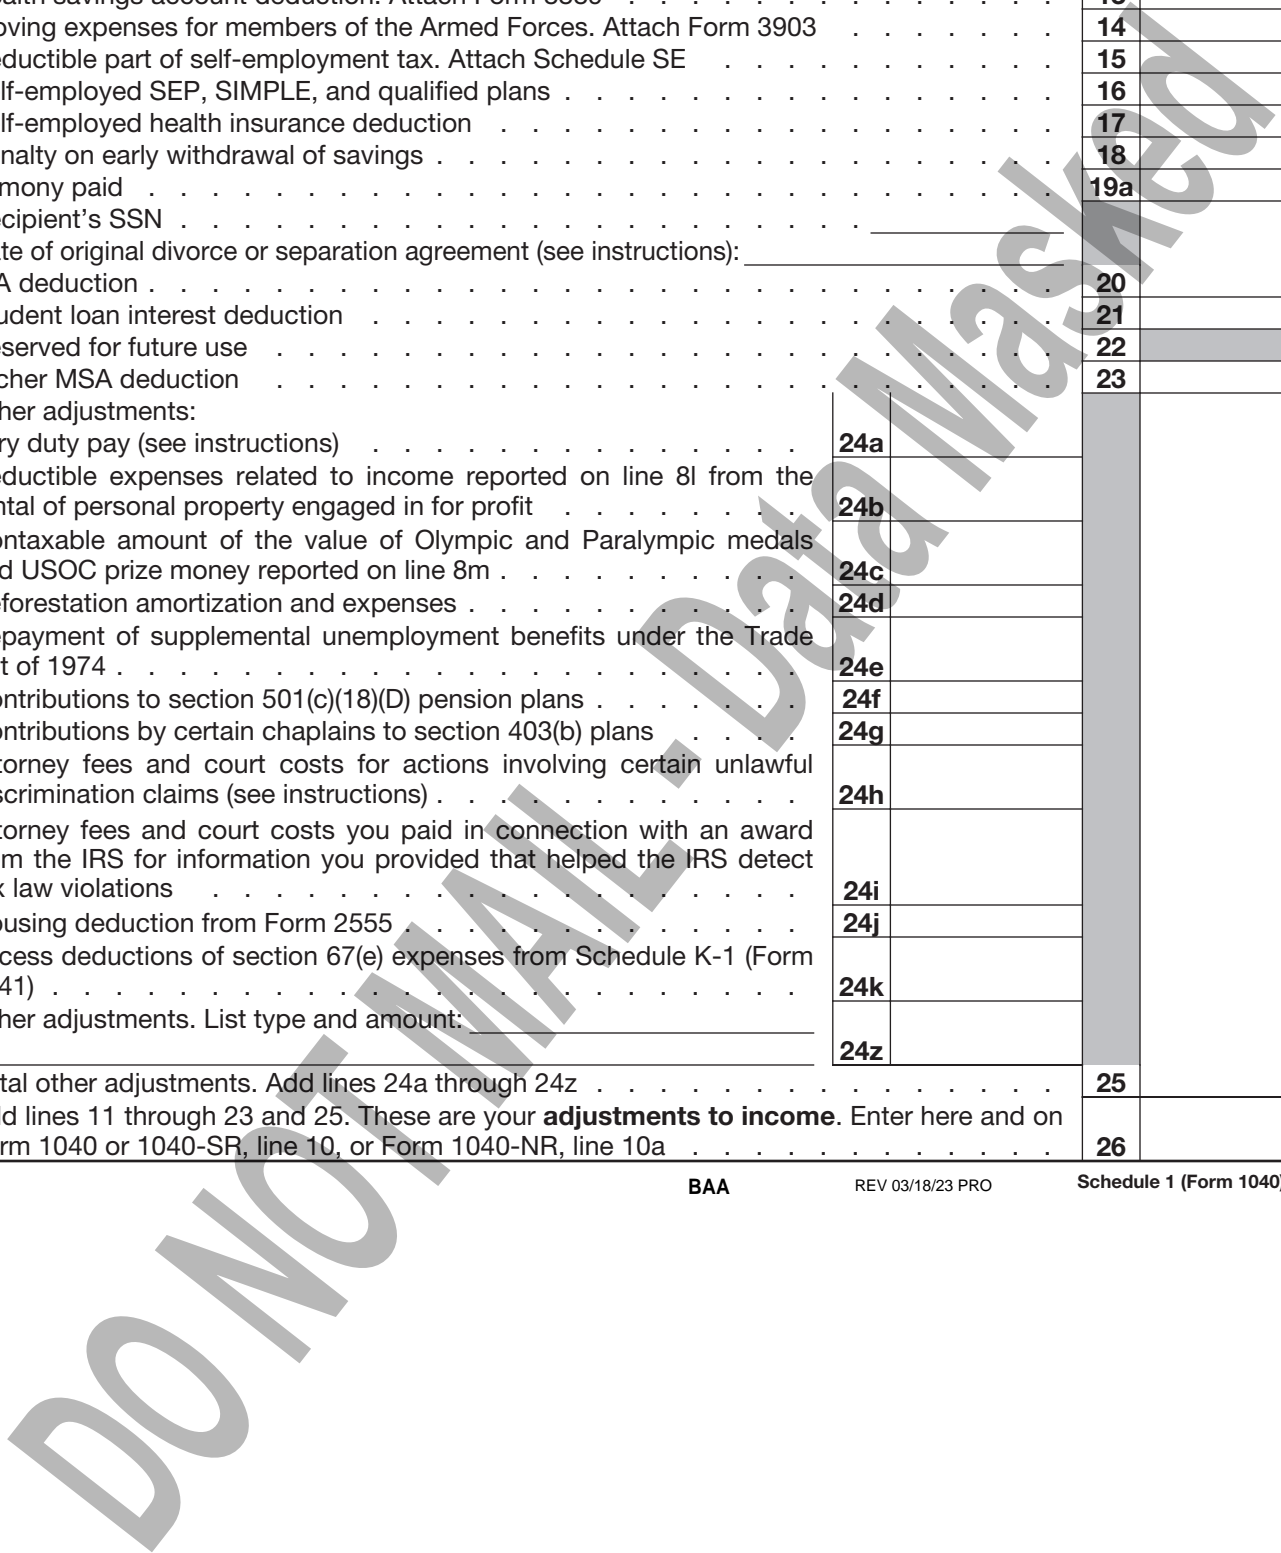 alth savings account deduction. Attach Form 8889 . . . . . . . . . . . . . . 13
oving expenses for members of the Armed Forces. Attach Form 3903 . . . . . . . 14
eductible part of self-employment tax. Attach Schedule SE . . . . . . . . . . . 15
lf-employed SEP, SIMPLE, and qualified plans . . . . . . . . . . . . . . . . 16
lf-employed health insurance deduction . . . . . . . . . . . . . . . . . . 17
nalty on early withdrawal of savings . . . . . . . . . . . . . . . . . . . . 18
imony paid . . . . . . . . . . . . . . . . . . . . . . . . . . . . . 19a
ecipient's SSN . . . . . . . . . . . . . . . . . . . . . .
ate of original divorce or separation agreement (see instructions):
A deduction . . . . . . . . . . . . . . . . . . . . . . . . . . . . . 20
udent loan interest deduction . . . . . . . . . . . . . . . . . . . . . . 21
eserved for future use . . . . . . . . . . . . . . . . . . . . . . . . . 22
rcher MSA deduction . . . . . . . . . . . . . . . . . . . . . . . . . 23
her adjustments:
ry duty pay (see instructions) . . . . . . . . . . . . . . 24a
eductible expenses related to income reported on line 8l from the
ntal of personal property engaged in for profit . . . . . . . . 24b
ontaxable amount of the value of Olympic and Paralympic medals
d USOC prize money reported on line 8m . . . . . . . . . . 24c
eforestation amortization and expenses . . . . . . . . . . . 24d
epayment of supplemental unemployment benefits under the Trade
t of 1974 . . . . . . . . . . . . . . . . . . . . . . 24e
ontributions to section 501(c)(18)(D) pension plans . . . . . . . 24f
ontributions by certain chaplains to section 403(b) plans . . . . 24g
torney fees and court costs for actions involving certain unlawful
scrimination claims (see instructions) . . . . . . . . . . . . 24h
torney fees and court costs you paid in connection with an award
om the IRS for information you provided that helped the IRS detect
x law violations . . . . . . . . . . . . . . . . . . . 24i
ousing deduction from Form 2555 . . . . . . . . . . . . . 24j
cess deductions of section 67(e) expenses from Schedule K-1 (Form
41) . . . . . . . . . . . . . . . . . . . . . . . . 24k
her adjustments. List type and amount:
24z
tal other adjustments. Add lines 24a through 24z . . . . . . . . . . . . . . . 25
d lines 11 through 23 and 25. These are your adjustments to income. Enter here and on
rm 1040 or 1040-SR, line 10, or Form 1040-NR, line 10a . . . . . . . . . . . . 26
BAA REV 03/18/23 PRO Schedule 1 (Form 1040)
DO NOT MAIL - Data Masked